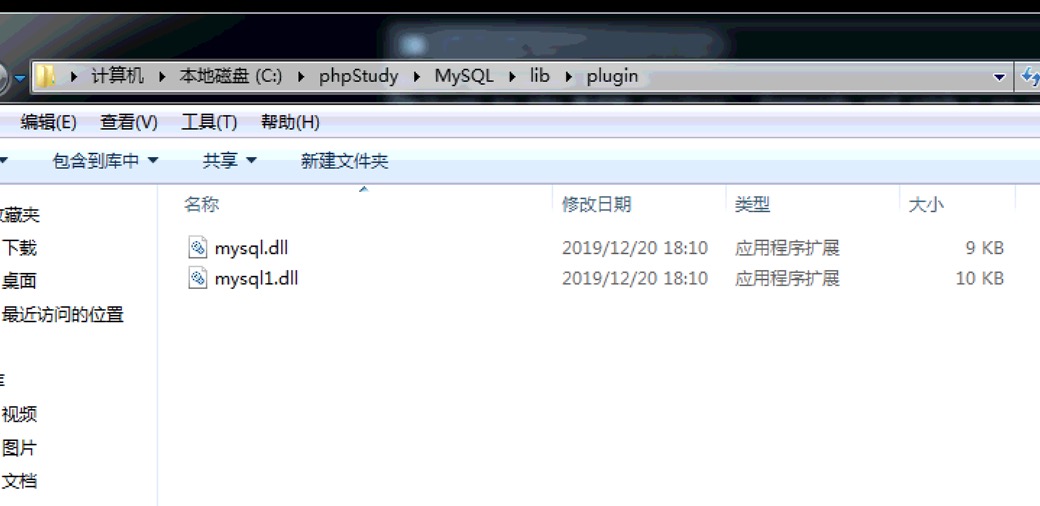 计算机 本地磁盘 (C:) phpStudy MySQL lib plugin
编辑(E) 查看(V) 工具(T) 帮助(H)
包含到库中 共享 新建文件夹
名称 修改日期 类型 大小
收藏夹
下载
桌面
最近访问的位置
库
视频
图片
文档
mysql.dll 2019/12/20 18:10 应用程序扩展 9 KB
mysql1.dll 2019/12/20 18:10 应用程序扩展 10 KB